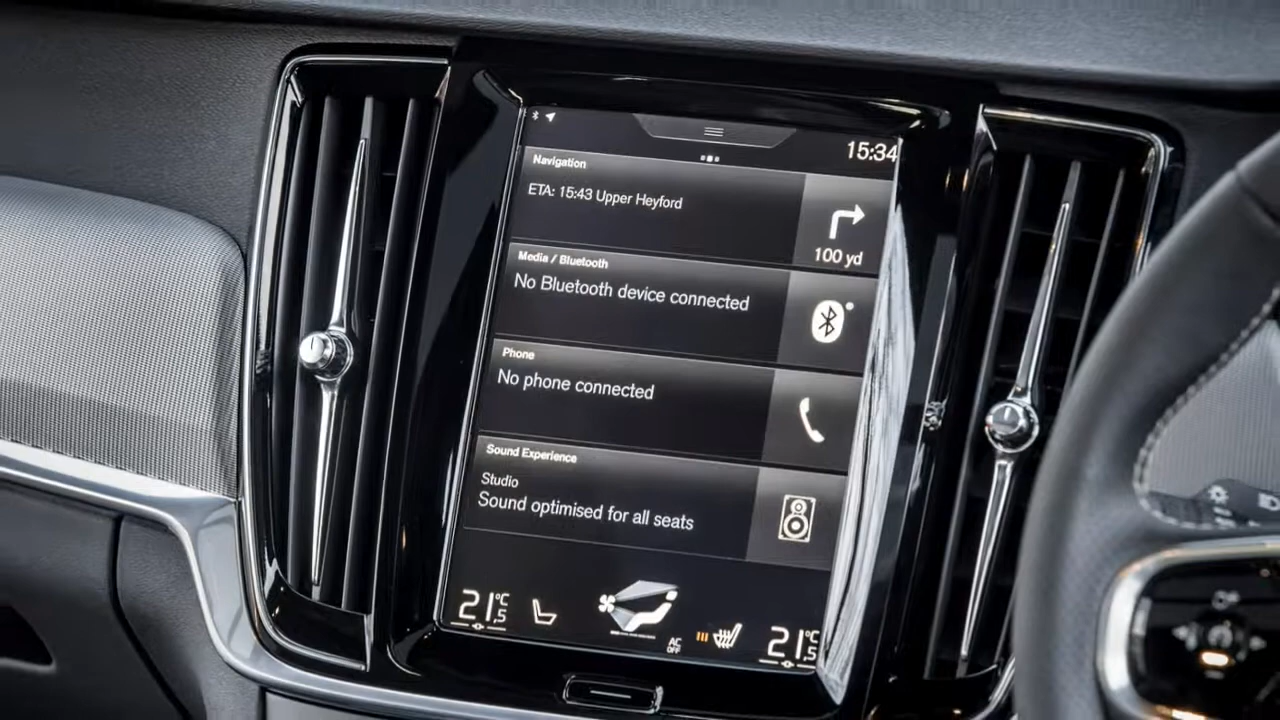 15:34
Navigation
ETA: 15:43 Upper Heyford
100 yd
Media / Bluetooth
No Bluetooth device connected
Phone
No phone connected
Sound Experience
Studio
Sound optimised for all seats
21,5°C
AC
OFF
21,5°C